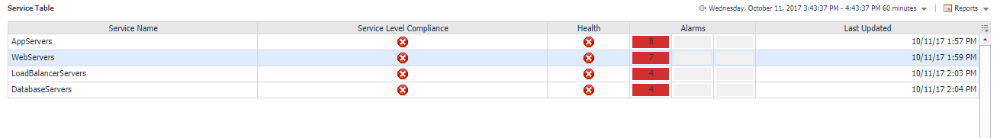 Service Table Wednesday, October 11, 2017 3:43:37 PM - 4:43:37 PM 60 minutes Reports
Service Name Service Level Compliance Health Alarms Last Updated
AppServers 8 10/11/17 1:57 PM
WebServers 7 10/11/17 1:59 PM
LoadBalancerServers 4 10/11/17 2:03 PM
DatabaseServers 4 10/11/17 2:04 PM